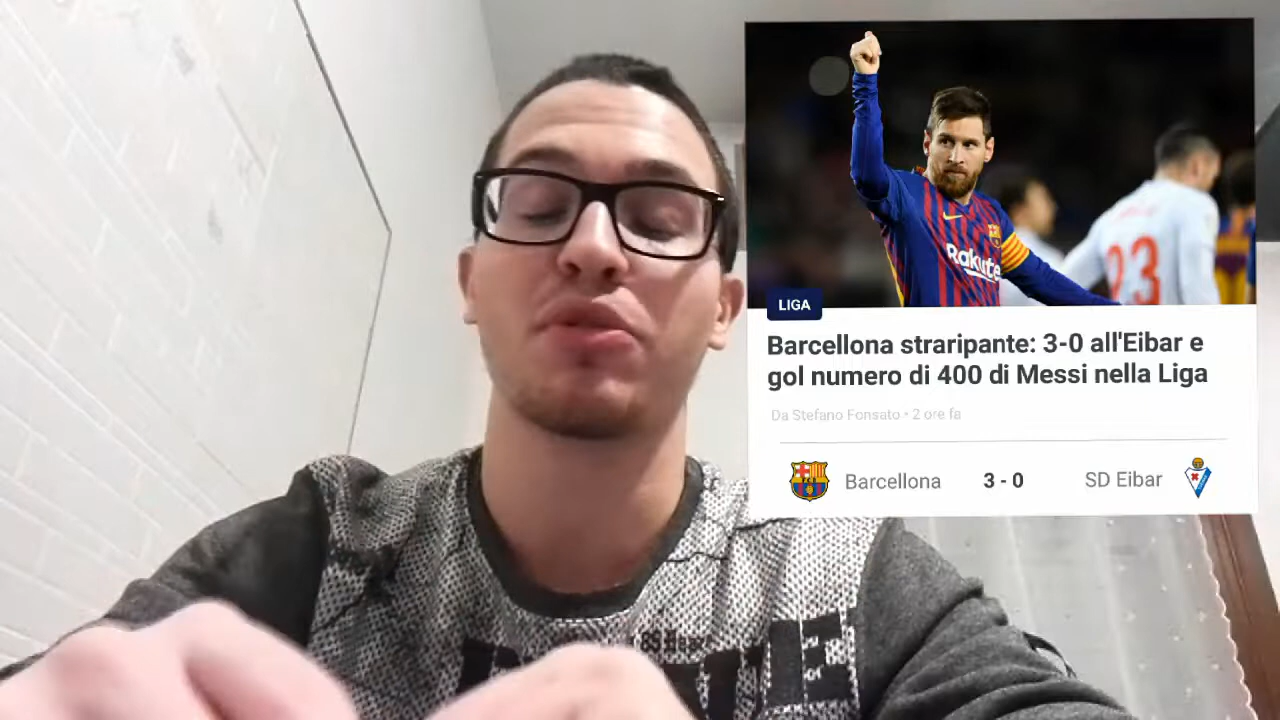 Rakute
23
LIGA
Barcellona straripante: 3-0 all'Eibar e
gol numero di 400 di Messi nella Liga
Da Stefano Fonsato • 2 ore fa
Barcellona 3 - 0 SD Eibar